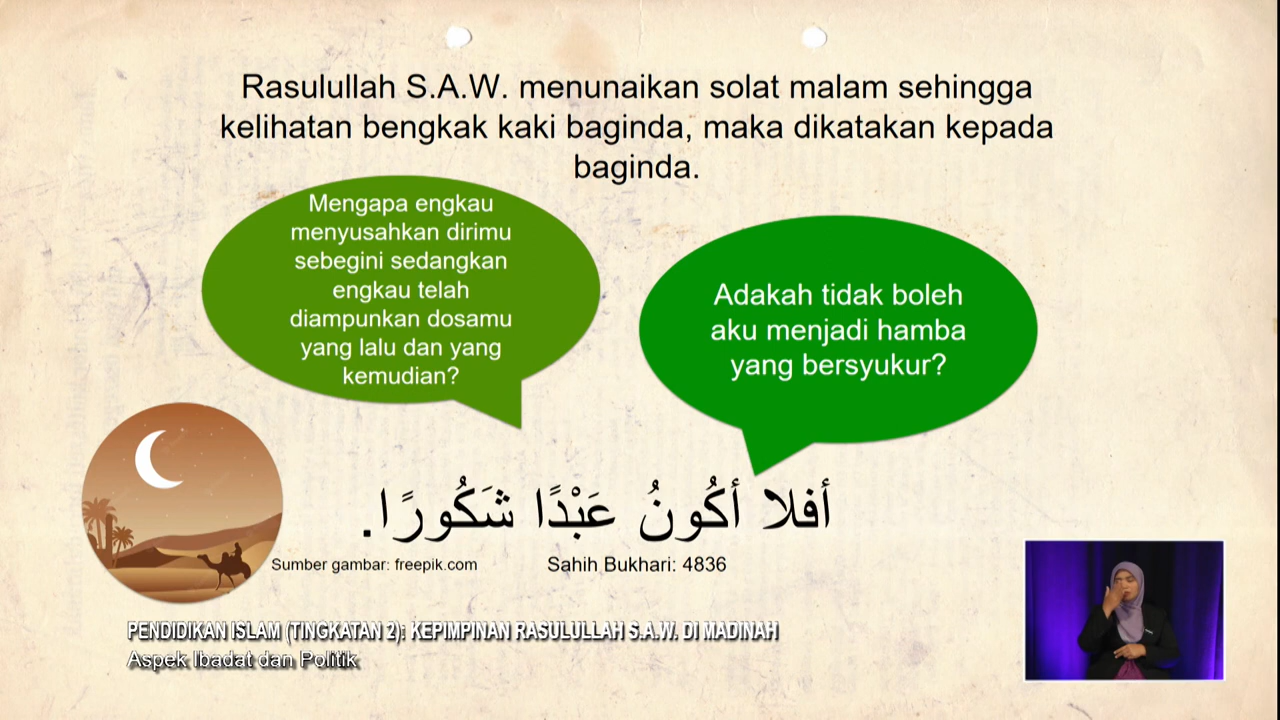 Rasulullah S.A.W. menunaikan solat malam sehingga
kelihatan bengkak kaki baginda, maka dikatakan kepada
baginda.
Mengapa engkau
menyusahkan dirimu
sebegini sedangkan
engkau telah
diampunkan dosamu
yang lalu dan yang
kemudian?
Adakah tidak boleh
aku menjadi hamba
yang bersyukur?
أفلا أكُونُ عَبْدًا شَكُورًا.
Sumber gambar: freepik.com
Sahih Bukhari: 4836
PENDIDIKAN ISLAM (TINGKATAN 2): KEPIMPINAN RASULULLAH S.A.W. DI MADINAH
Aspek Ibadat dan Politik